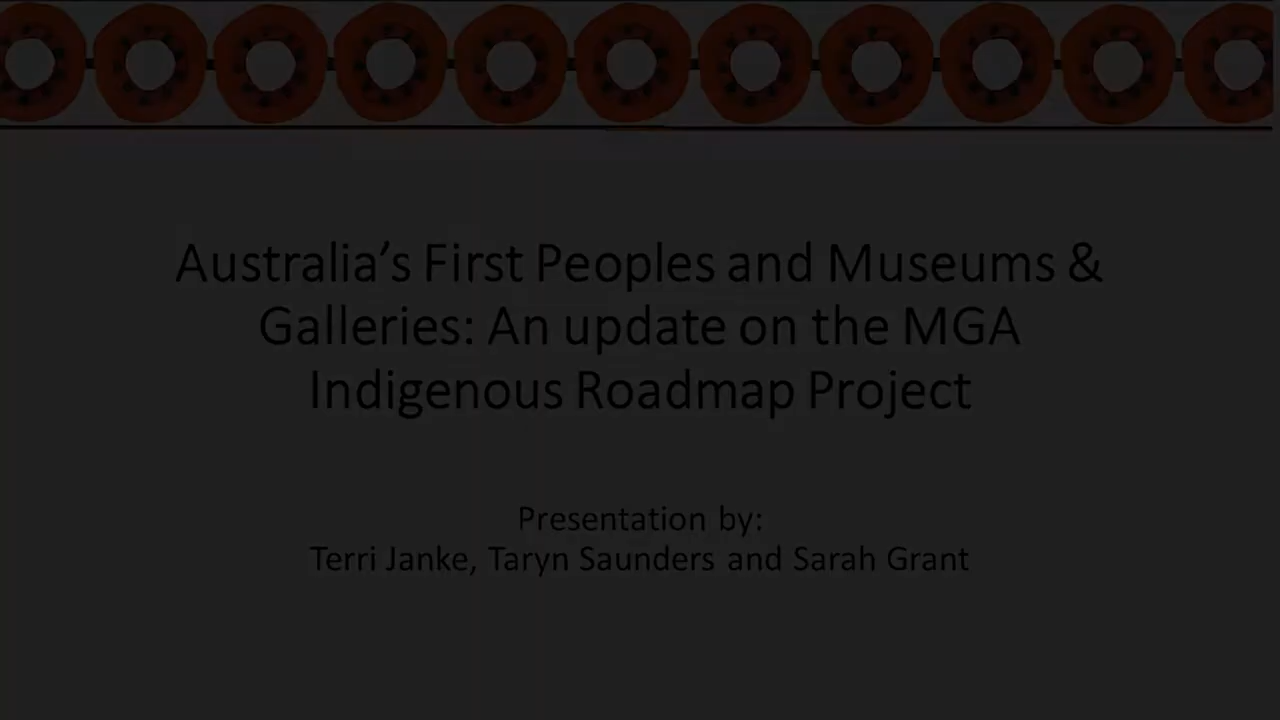 Australia’s First Peoples and Museums &
Galleries: An update on the MGA
Indigenous Roadmap Project
Presentation by:
Terri Janke, Taryn Saunders and Sarah Grant